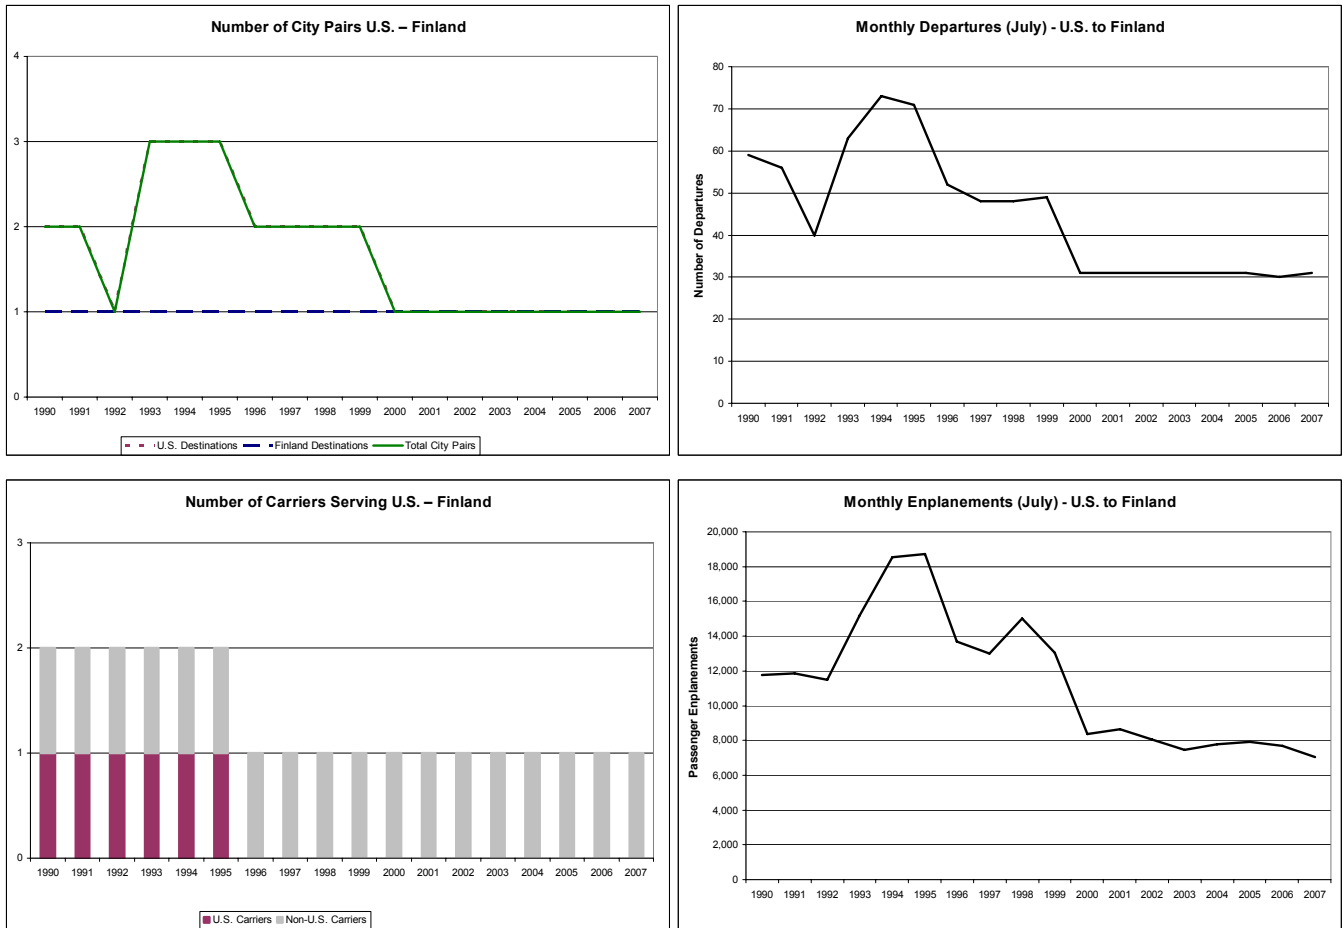 Number of City Pairs U.S. – Finland
4
3
2
1
0
1990 1991 1992 1993 1994 1995 1996 1997 1998 1999 2000 2001 2002 2003 2004 2005 2006 2007
U.S. Destinations Finland Destinations Total City Pairs
Monthly Departures (July) - U.S. to Finland
Number of Departures
80
70
60
50
40
30
20
10
0
1990 1991 1992 1993 1994 1995 1996 1997 1998 1999 2000 2001 2002 2003 2004 2005 2006 2007
Number of Carriers Serving U.S. – Finland
3
2
1
0
1990 1991 1992 1993 1994 1995 1996 1997 1998 1999 2000 2001 2002 2003 2004 2005 2006 2007
U.S. Carriers Non-U.S. Carriers
Monthly Enplanements (July) - U.S. to Finland
Passenger Enplanements
20,000
18,000
16,000
14,000
12,000
10,000
8,000
6,000
4,000
2,000
0
1990 1991 1992 1993 1994 1995 1996 1997 1998 1999 2000 2001 2002 2003 2004 2005 2006 2007